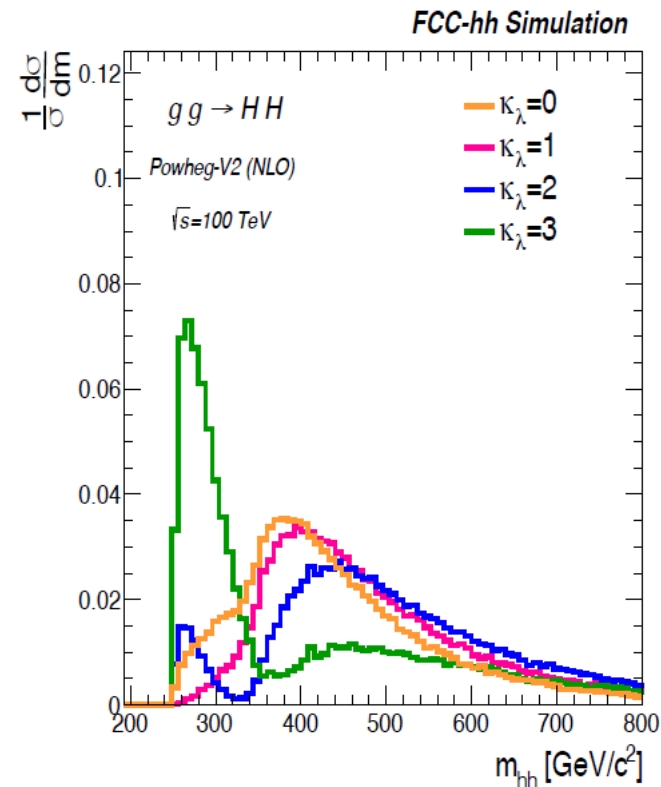 FCC-hh Simulation
1/σ dσ/dm
0.12
0.1
0.08
0.06
0.04
0.02
0
g g → H H
Powheg-V2 (NLO)
√s=100 TeV
κλ=0
κλ=1
κλ=2
κλ=3
200 300 400 500 600 700 800
m_hh [GeV/c²]